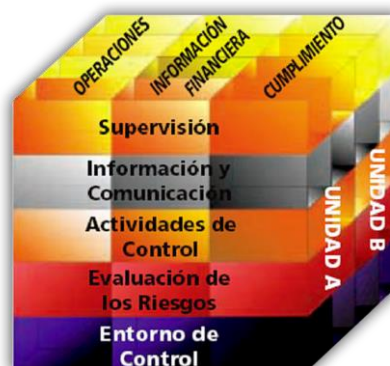 OPERACIONES
INFORMACIÓN
FINANCIERA
CUMPLIMIENTO
Supervisión
Información y
Comunicación
Actividades de
Control
Evaluación de
los Riesgos
Entorno de
Control
UNIDAD A
UNIDAD B